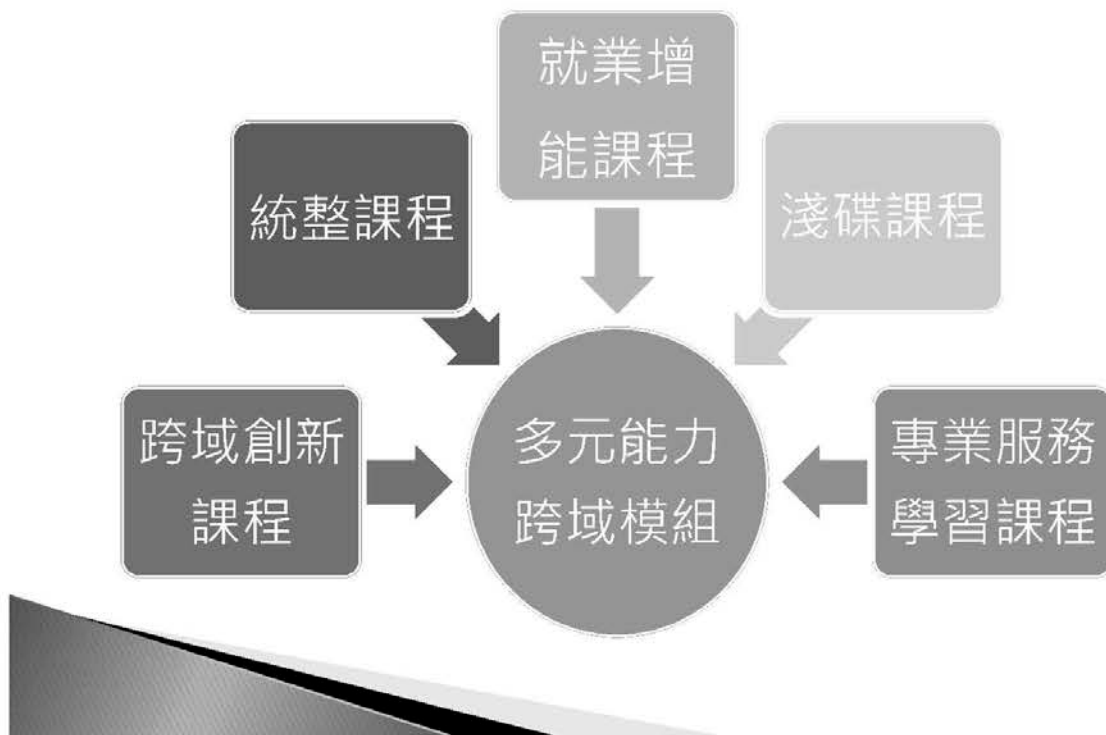 就業增
能課程
統整課程
淺碟課程
跨域創新
課程
多元能力
跨域模組
專業服務
學習課程